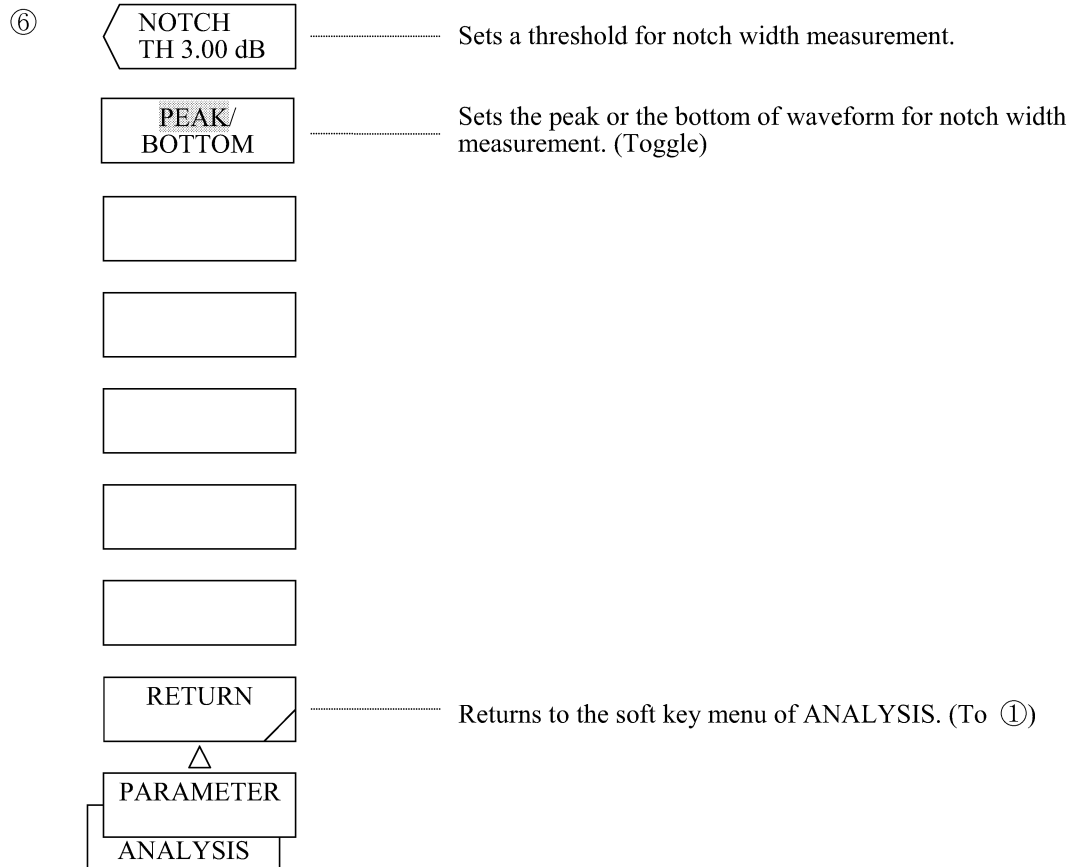 ⑥
NOTCH
TH 3.00 dB
Sets a threshold for notch width measurement.
PEAK/
BOTTOM
Sets the peak or the bottom of waveform for notch width
measurement. (Toggle)
RETURN
Returns to the soft key menu of ANALYSIS. (To ①)
PARAMETER
ANALYSIS